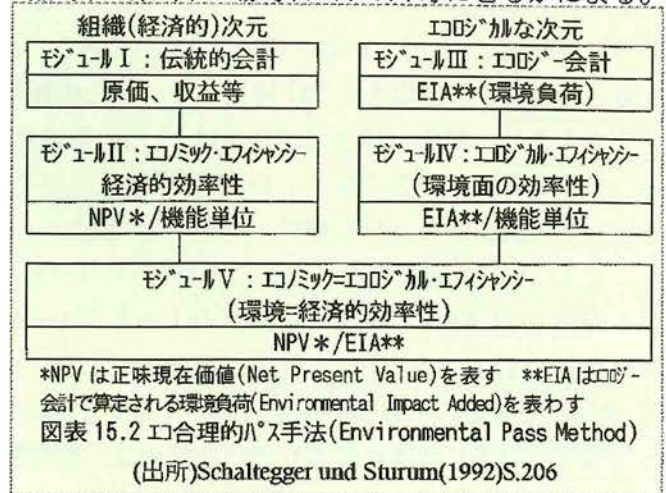 組織(経済的)次元
エコロジカルな次元
モジュールⅠ：伝統的会計
原価、収益等
モジュールⅢ：エコロジー会計
EIA**(環境負荷)
モジュールⅡ：エコノミック・エフィシャンシー
経済的効率性
NPV＊/機能単位
モジュールⅣ：エコロジカル・エフィシャンシー
(環境面の効率性)
EIA**/機能単位
モジュールⅤ：エコノミック=エコロジカル・エフィシャンシー
(環境=経済的効率性)
NPV＊/EIA**
*NPV は正味現在価値(Net Present Value)を表す　**EIA はエコロジー
会計で算定される環境負荷(Environmental Impact Added)を表わす
図表 15.2 エコ合理的パス手法(Environmental Pass Method)
(出所)Schaltegger und Sturum(1992)S.206